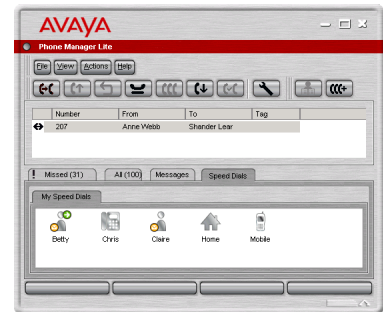 AVAYA
Phone Manager Lite
File View Actions Help
Number From To Tag
207 Anne Webb Shander Lear
! Missed (31) All (100) Messages Speed Dials
My Speed Dials
Betty Chris Claire Home Mobile